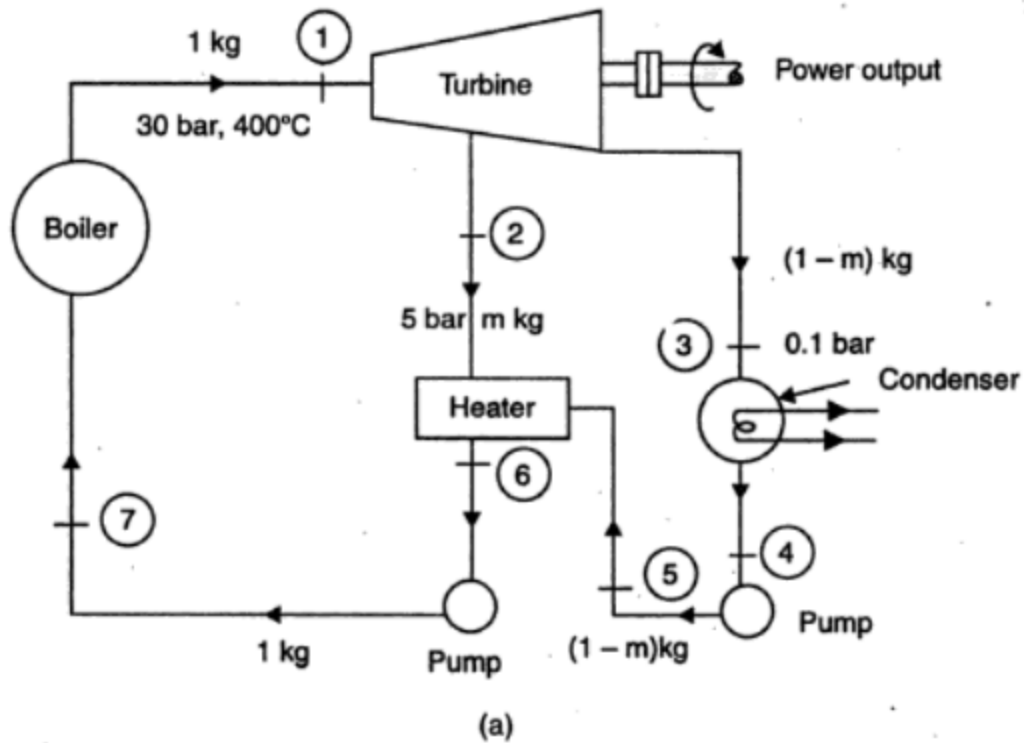 1 kg
1
Turbine
Power output
30 bar, 400°C
Boiler
2
(1 – m) kg
5 bar m kg
3
0.1 bar
Condenser
Heater
6
7
4
5
Pump
1 kg
Pump
(1 – m)kg
(a)